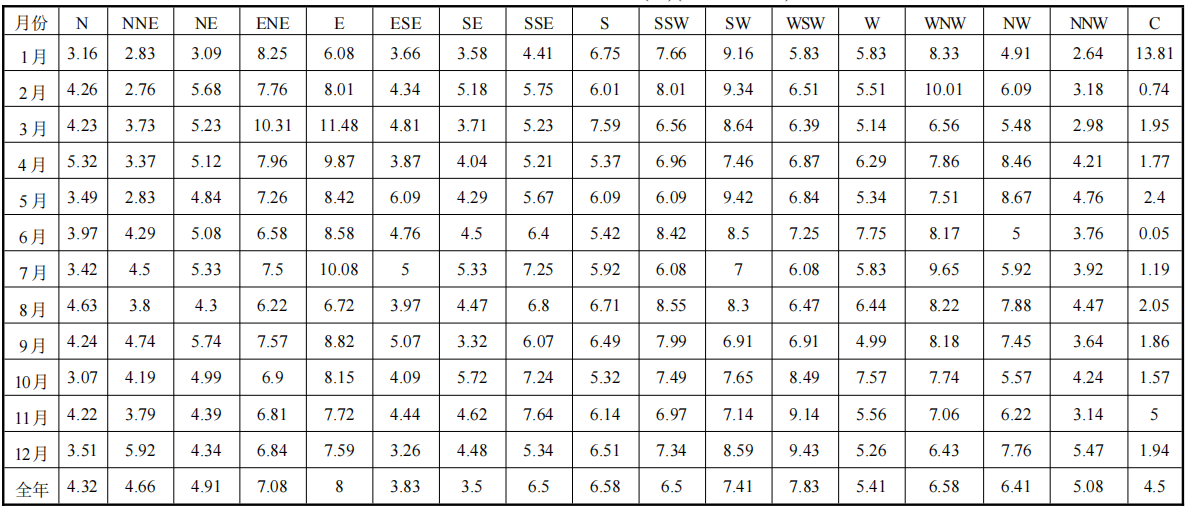 月份 N NNE NE ENE E ESE SE SSE S SSW SW WSW W WNW NW NNW C
1月 3.16 2.83 3.09 8.25 6.08 3.66 3.58 4.41 6.75 7.66 9.16 5.83 5.83 8.33 4.91 2.64 13.81
2月 4.26 2.76 5.68 7.76 8.01 4.34 5.18 5.75 6.01 8.01 9.34 6.51 5.51 10.01 6.09 3.18 0.74
3月 4.23 3.73 5.23 10.31 11.48 4.81 3.71 5.23 7.59 6.56 8.64 6.39 5.14 6.56 5.48 2.98 1.95
4月 5.32 3.37 5.12 7.96 9.87 3.87 4.04 5.21 5.37 6.96 7.46 6.87 6.29 7.86 8.46 4.21 1.77
5月 3.49 2.83 4.84 7.26 8.42 6.09 4.29 5.67 6.09 6.09 9.42 6.84 5.34 7.51 8.67 4.76 2.4
6月 3.97 4.29 5.08 6.58 8.58 4.76 4.5 6.4 5.42 8.42 8.5 7.25 7.75 8.17 5 3.76 0.05
7月 3.42 4.5 5.33 7.5 10.08 5 5.33 7.25 5.92 6.08 7 6.08 5.83 9.65 5.92 3.92 1.19
8月 4.63 3.8 4.3 6.22 6.72 3.97 4.47 6.8 6.71 8.55 8.3 6.47 6.44 8.22 7.88 4.47 2.05
9月 4.24 4.74 5.74 7.57 8.82 5.07 3.32 6.07 6.49 7.99 6.91 6.91 4.99 8.18 7.45 3.64 1.86
10月 3.07 4.19 4.99 6.9 8.15 4.09 5.72 7.24 5.32 7.49 7.65 8.49 7.57 7.74 5.57 4.24 1.57
11月 4.22 3.79 4.39 6.81 7.72 4.44 4.62 7.64 6.14 6.97 7.14 9.14 5.56 7.06 6.22 3.14 5
12月 3.51 5.92 4.34 6.84 7.59 3.26 4.48 5.34 6.51 7.34 8.59 9.43 5.26 6.43 7.76 5.47 1.94
全年 4.32 4.66 4.91 7.08 8 3.83 3.5 6.5 6.58 6.5 7.41 7.83 5.41 6.58 6.41 5.08 4.5